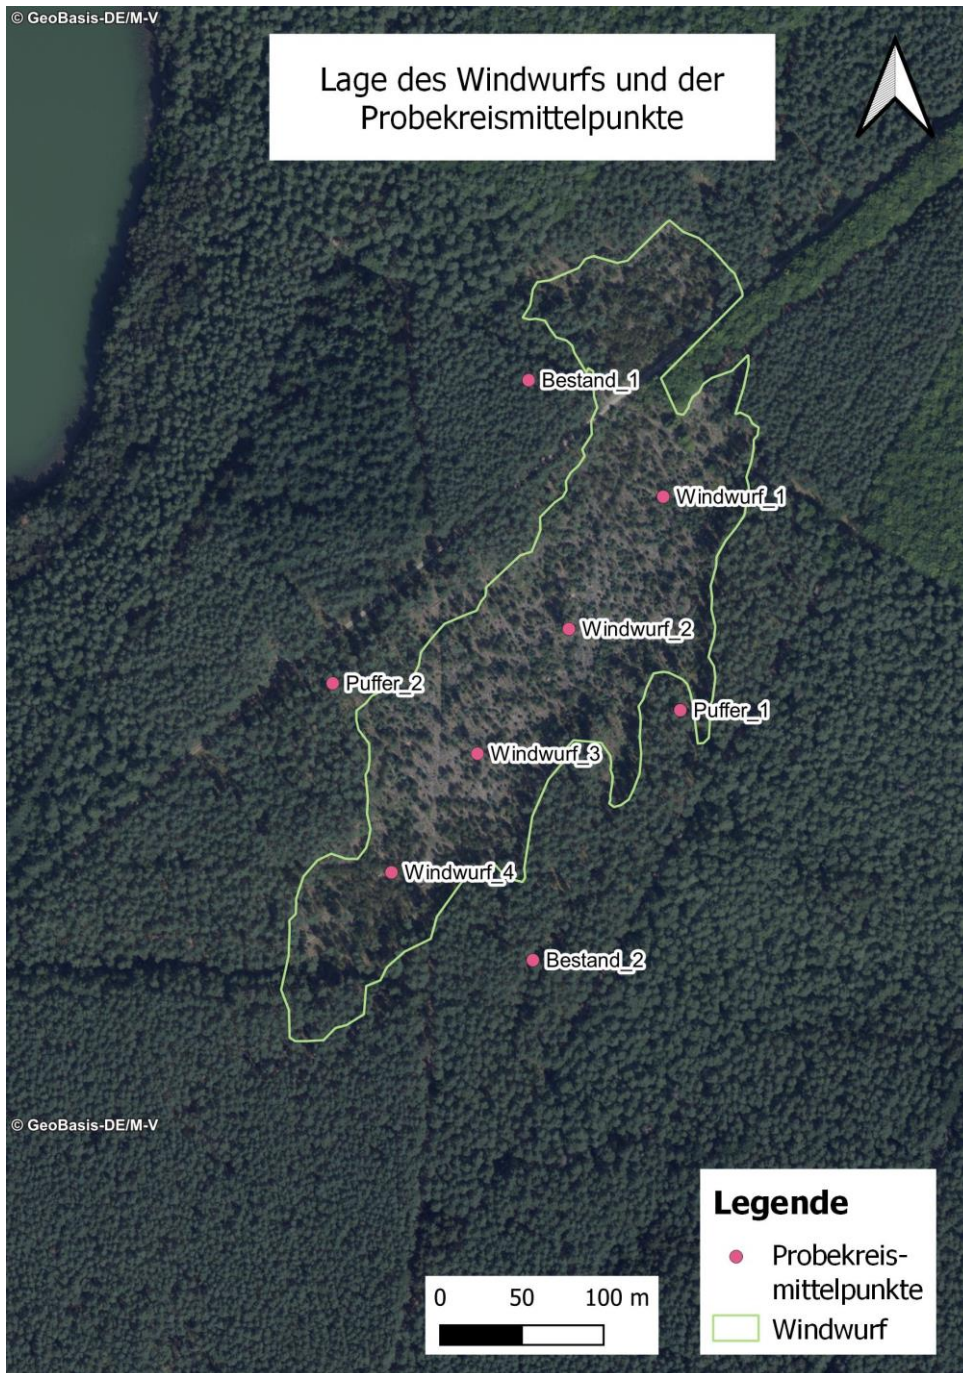 © GeoBasis-DE/M-V
Lage des Windwurfs und der
Probekreismittelpunkte
Bestand_1
Windwurf_1
Windwurf_2
Puffer_2
Puffer_1
Windwurf_3
Windwurf_4
Bestand_2
© GeoBasis-DE/M-V
Legende
Probekreis-
mittelpunkte
Windwurf
0 50 100 m